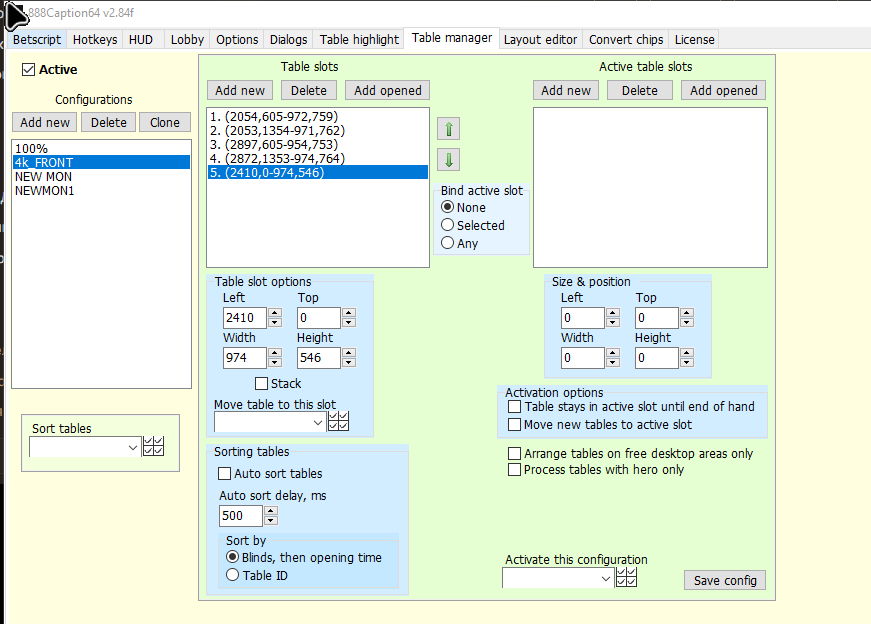 888Caption64 v2.84f
Betscript Hotkeys HUD Lobby Options Dialogs Table highlight Table manager Layout editor Convert chips License
Active
Configurations
Add new Delete Clone
100%
4k_FRONT
NEW MON
NEWMON1
Sort tables
Table slots
Add new Delete Add opened
1. (2054,605-972,759)
2. (2053,1354-971,762)
3. (2897,605-954,753)
4. (2872,1353-974,764)
5. (2410,0-974,546)
Bind active slot
None
Selected
Any
Table slot options
Left Top
2410 0
Width Height
974 546
Stack
Move table to this slot
Sorting tables
Auto sort tables
Auto sort delay, ms
500
Sort by
Blinds, then opening time
Table ID
Active table slots
Add new Delete Add opened
Size & position
Left Top
0 0
Width Height
0 0
Activation options
Table stays in active slot until end of hand
Move new tables to active slot
Arrange tables on free desktop areas only
Process tables with hero only
Activate this configuration
Save config